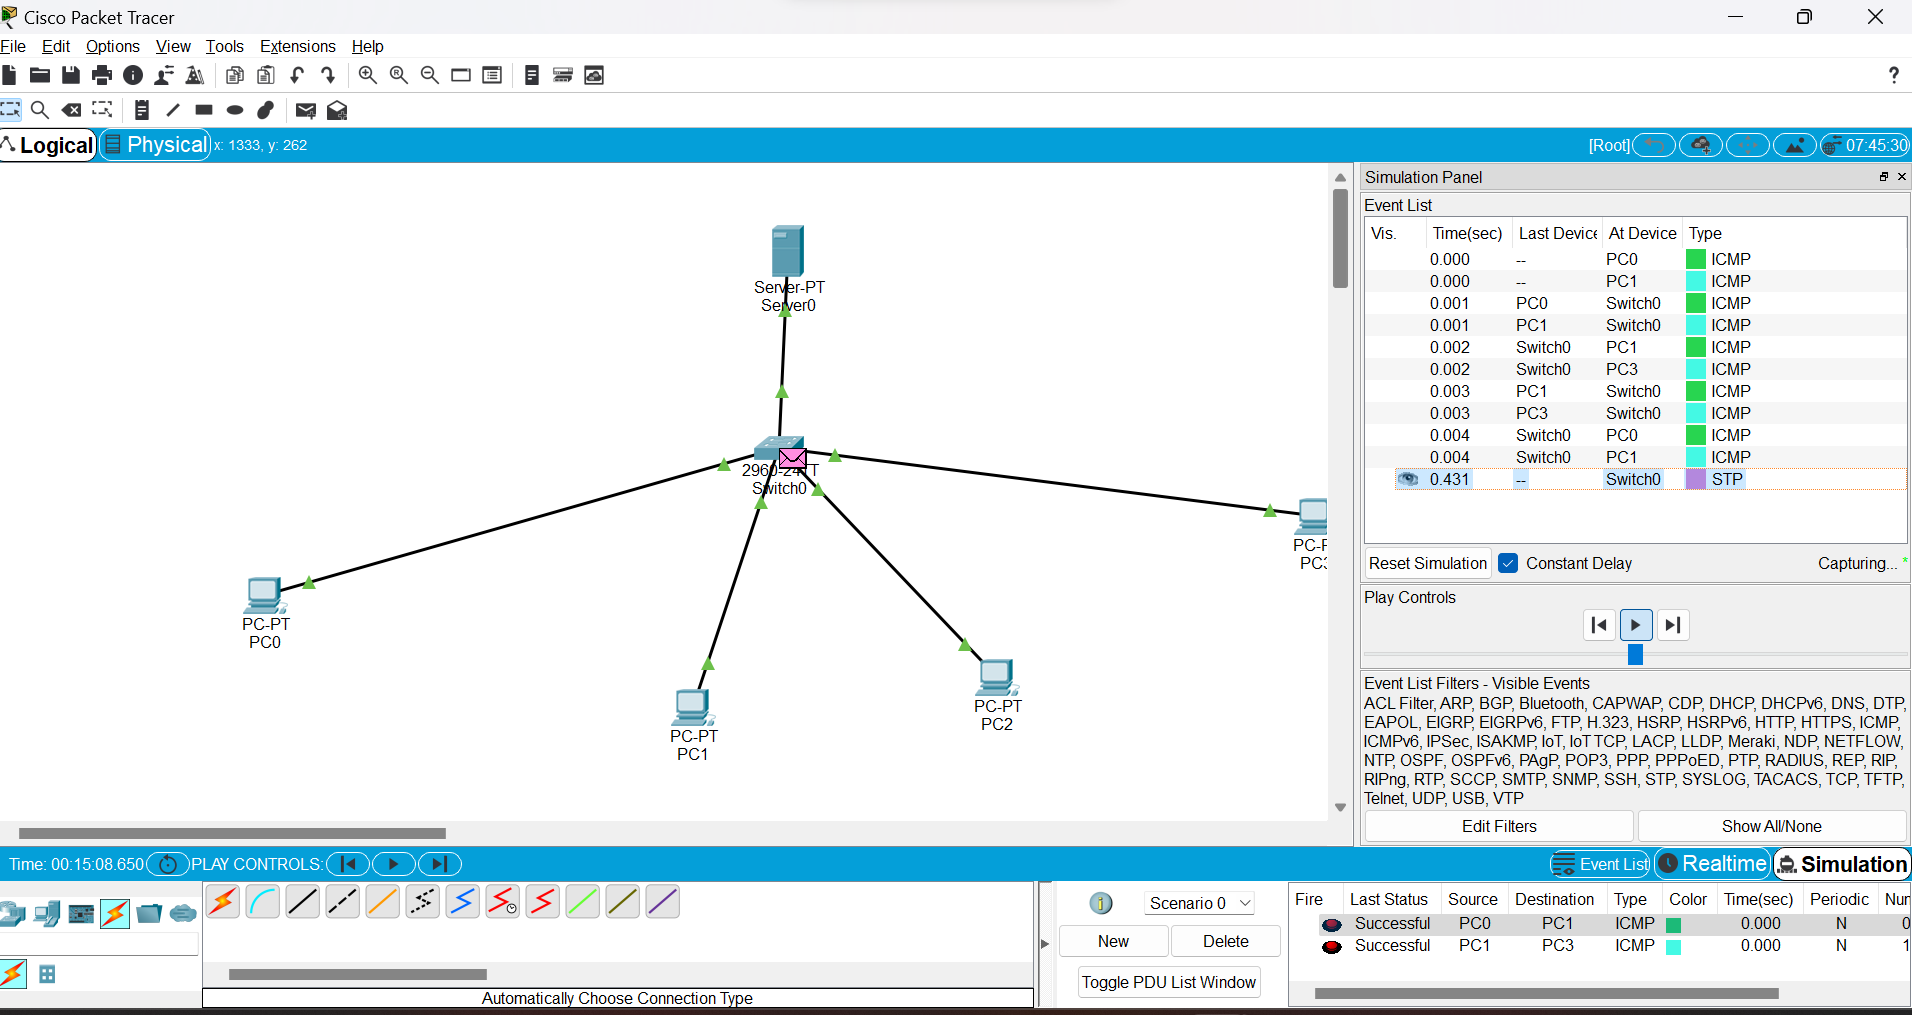 Cisco Packet Tracer
File Edit Options View Tools Extensions Help
?
Logical Physical x: 1333, y: 262 [Root] 07:45:30
Server-PT
Server0
2960-24TT
Switch0
PC-PT
PC0
PC-PT
PC1
PC-PT
PC2
PC-P
PC3
Simulation Panel
Event List
Vis. Time(sec) Last Device At Device Type
0.000 -- PC0 ICMP
0.000 -- PC1 ICMP
0.001 PC0 Switch0 ICMP
0.001 PC1 Switch0 ICMP
0.002 Switch0 PC1 ICMP
0.002 Switch0 PC3 ICMP
0.003 PC1 Switch0 ICMP
0.003 PC3 Switch0 ICMP
0.004 Switch0 PC0 ICMP
0.004 Switch0 PC1 ICMP
0.431 -- Switch0 STP
Reset Simulation Constant Delay Capturing... *
Play Controls
Event List Filters - Visible Events
ACL Filter, ARP, BGP, Bluetooth, CAPWAP, CDP, DHCP, DHCPv6, DNS, DTP,
EAPOL, EIGRP, EIGRPv6, FTP, H.323, HSRP, HSRPv6, HTTP, HTTPS, ICMP,
ICMPv6, IPSec, ISAKMP, IoT, IoT TCP, LACP, LLDP, Meraki, NDP, NETFLOW,
NTP, OSPF, OSPFv6, PAgP, POP3, PPP, PPPoED, PTP, RADIUS, REP, RIP,
RIPng, RTP, SCCP, SMTP, SNMP, SSH, STP, SYSLOG, TACACS, TCP, TFTP,
Telnet, UDP, USB, VTP
Edit Filters Show All/None
Time: 00:15:08.650 PLAY CONTROLS: Event List Realtime Simulation
Automatically Choose Connection Type
Scenario 0
New Delete
Toggle PDU List Window
Fire Last Status Source Destination Type Color Time(sec) Periodic Nur
Successful PC0 PC1 ICMP 0.000 N 0
Successful PC1 PC3 ICMP 0.000 N 1